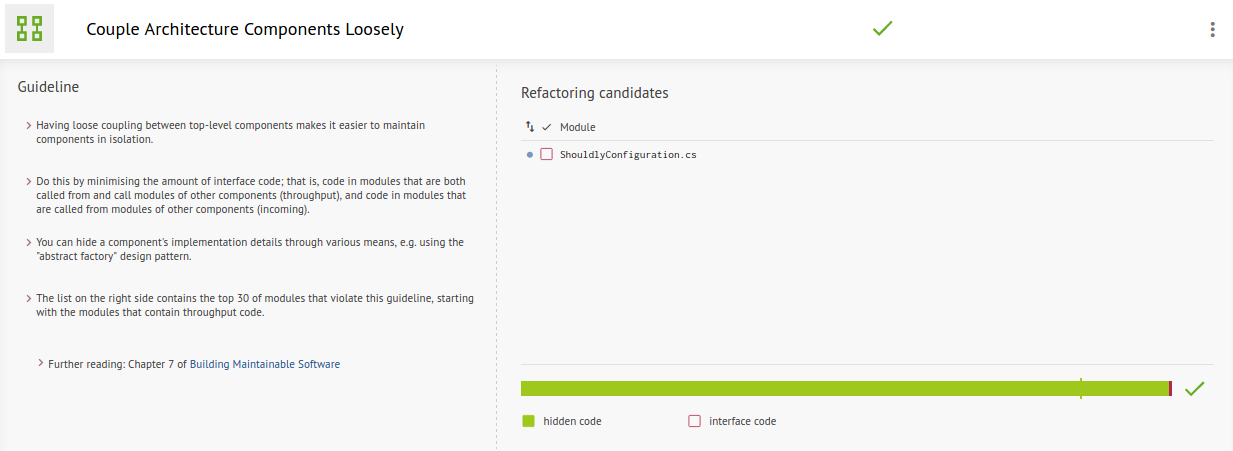 Couple Architecture Components Loosely
Guideline
Having loose coupling between top-level components makes it easier to maintain
components in isolation.
Do this by minimising the amount of interface code; that is, code in modules that are both
called from and call modules of other components (throughput), and code in modules that
are called from modules of other components (incoming).
You can hide a component's implementation details through various means, e.g. using the
"abstract factory" design pattern.
The list on the right side contains the top 30 of modules that violate this guideline, starting
with the modules that contain throughput code.
Further reading: Chapter 7 of Building Maintainable Software
Refactoring candidates
Module
ShouldlyConfiguration.cs
hidden code
interface code